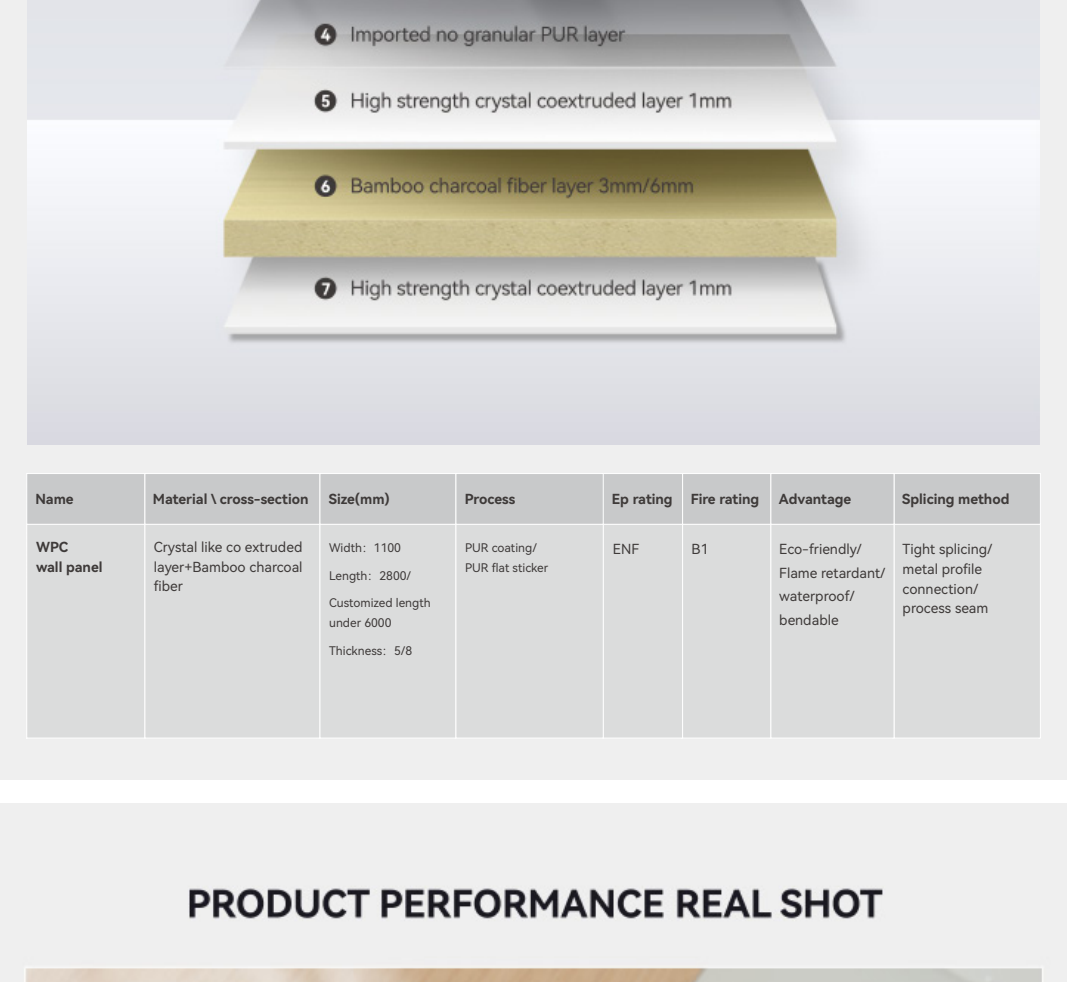 4 Imported no granular PUR layer
5 High strength crystal coextruded layer 1mm
6 Bamboo charcoal fiber layer 3mm/6mm
7 High strength crystal coextruded layer 1mm
Name Material \ cross-section Size(mm) Process Ep rating Fire rating Advantage Splicing method
WPC
wall panel
Crystal like co extruded
layer+Bamboo charcoal
fiber
Width: 1100
Length: 2800/
Customized length
under 6000
Thickness: 5/8
PUR coating/
PUR flat sticker
ENF
B1
Eco-friendly/
Flame retardant/
waterproof/
bendable
Tight splicing/
metal profile
connection/
process seam
PRODUCT PERFORMANCE REAL SHOT